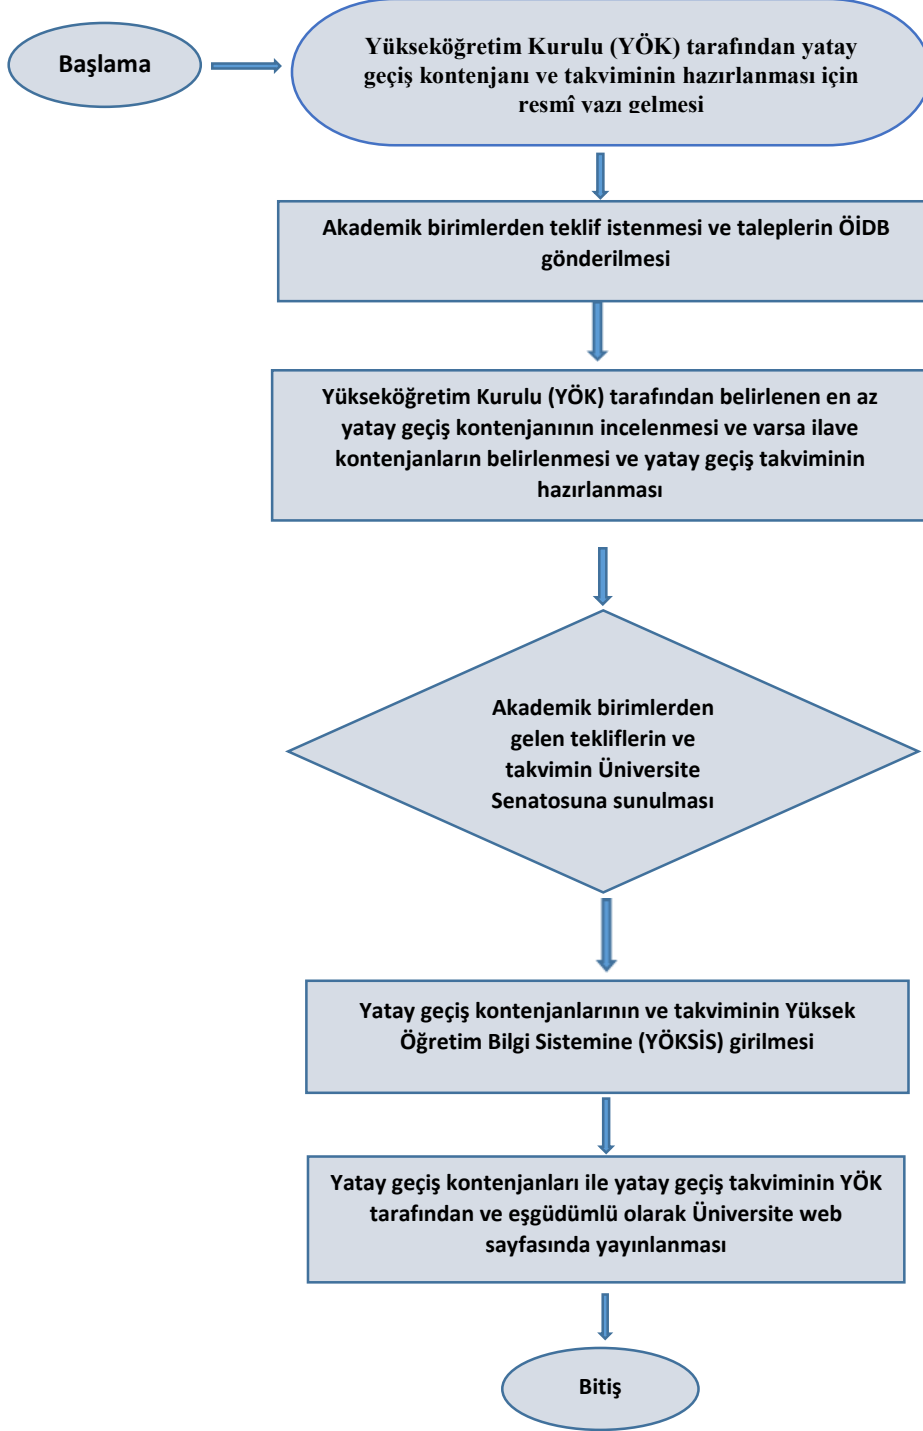 Başlama
Yükseköğretim Kurulu (YÖK) tarafından yatay
geçiş kontenjanı ve takviminin hazırlanması için
resmî yazı gelmesi
Akademik birimlerden teklif istenmesi ve taleplerin ÖİDB
gönderilmesi
Yükseköğretim Kurulu (YÖK) tarafından belirlenen en az
yatay geçiş kontenjanının incelenmesi ve varsa ilave
kontenjanların belirlenmesi ve yatay geçiş takviminin
hazırlanması
Akademik birimlerden
gelen tekliflerin ve
takvimin Üniversite
Senatosuna sunulması
Yatay geçiş kontenjanlarının ve takviminin Yüksek
Öğretim Bilgi Sistemine (YÖKSİS) girilmesi
Yatay geçiş kontenjanları ile yatay geçiş takviminin YÖK
tarafından ve eşgüdümlü olarak Üniversite web
sayfasında yayınlanması
Bitiş